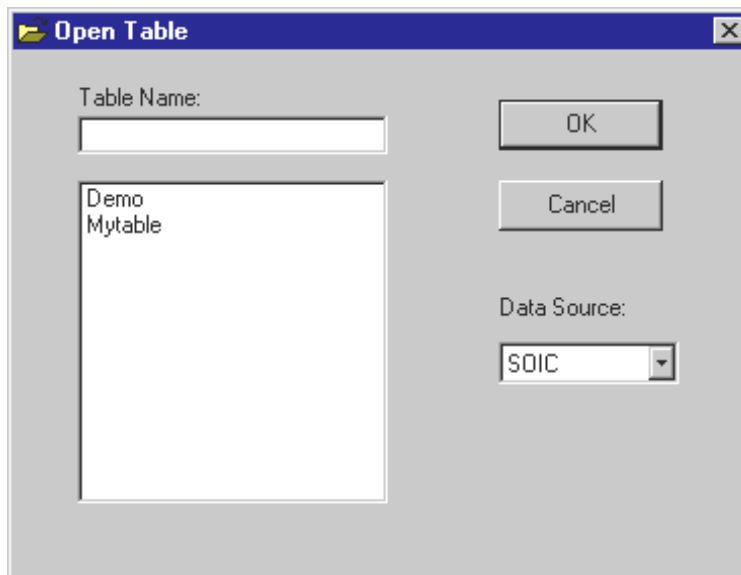 Open Table
Table Name:
OK
Demo
Mytable
Cancel
Data Source:
SOIC